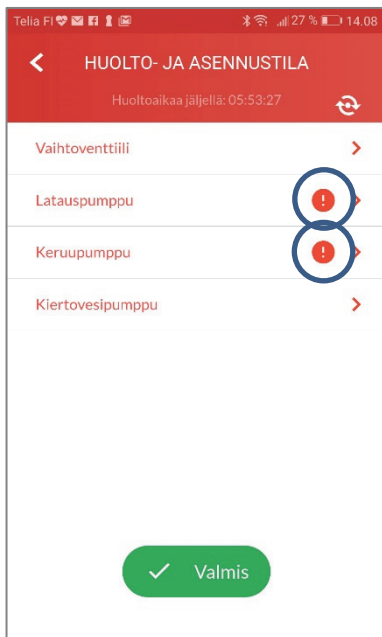 Telia FI 27 % 14.08
HUOLTO- JA ASENNUSTILA
Huoltoaikaa jäljellä: 05:53:27
Vaihtoventtiili
Latauspumppu !
Keruupumppu !
Kiertovesipumppu
Valmis